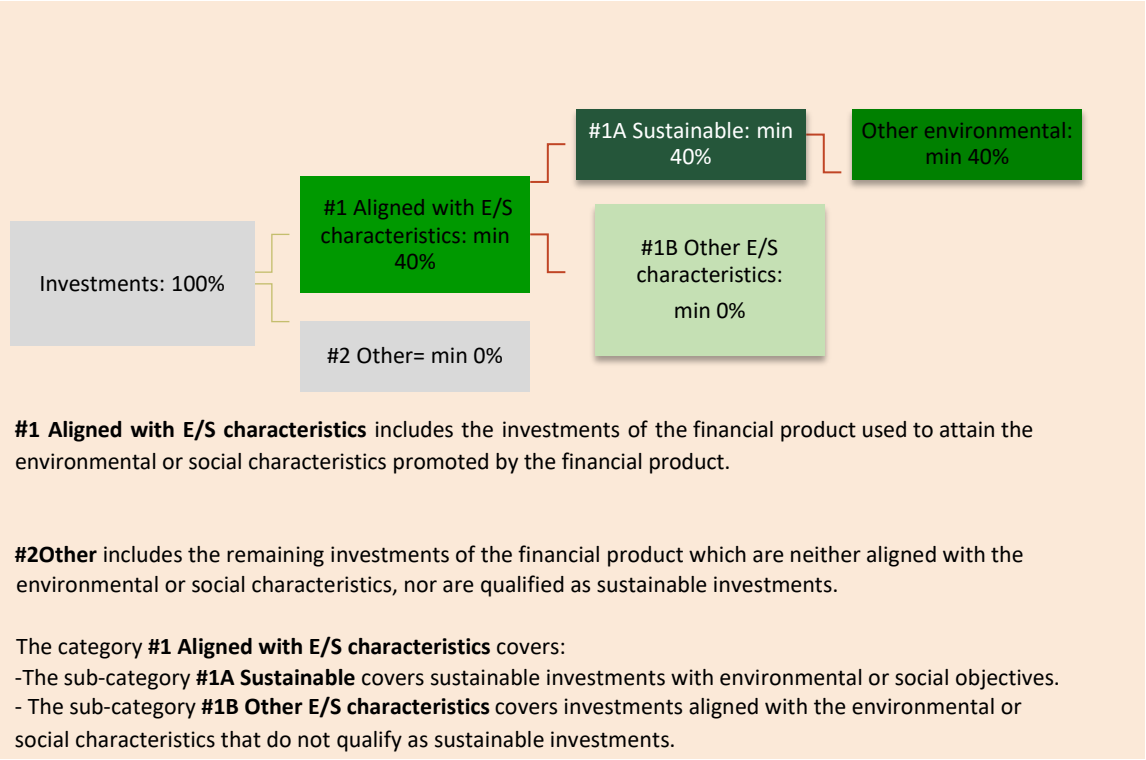 #1A Sustainable: min
40%
Other environmental:
min 40%
#1 Aligned with E/S
characteristics: min
40%
#1B Other E/S
characteristics:
min 0%
Investments: 100%
#2 Other= min 0%
#1 Aligned with E/S characteristics includes the investments of the financial product used to attain the
environmental or social characteristics promoted by the financial product.
#2Other includes the remaining investments of the financial product which are neither aligned with the
environmental or social characteristics, nor are qualified as sustainable investments.
The category #1 Aligned with E/S characteristics covers:
-The sub-category #1A Sustainable covers sustainable investments with environmental or social objectives.
- The sub-category #1B Other E/S characteristics covers investments aligned with the environmental or
social characteristics that do not qualify as sustainable investments.